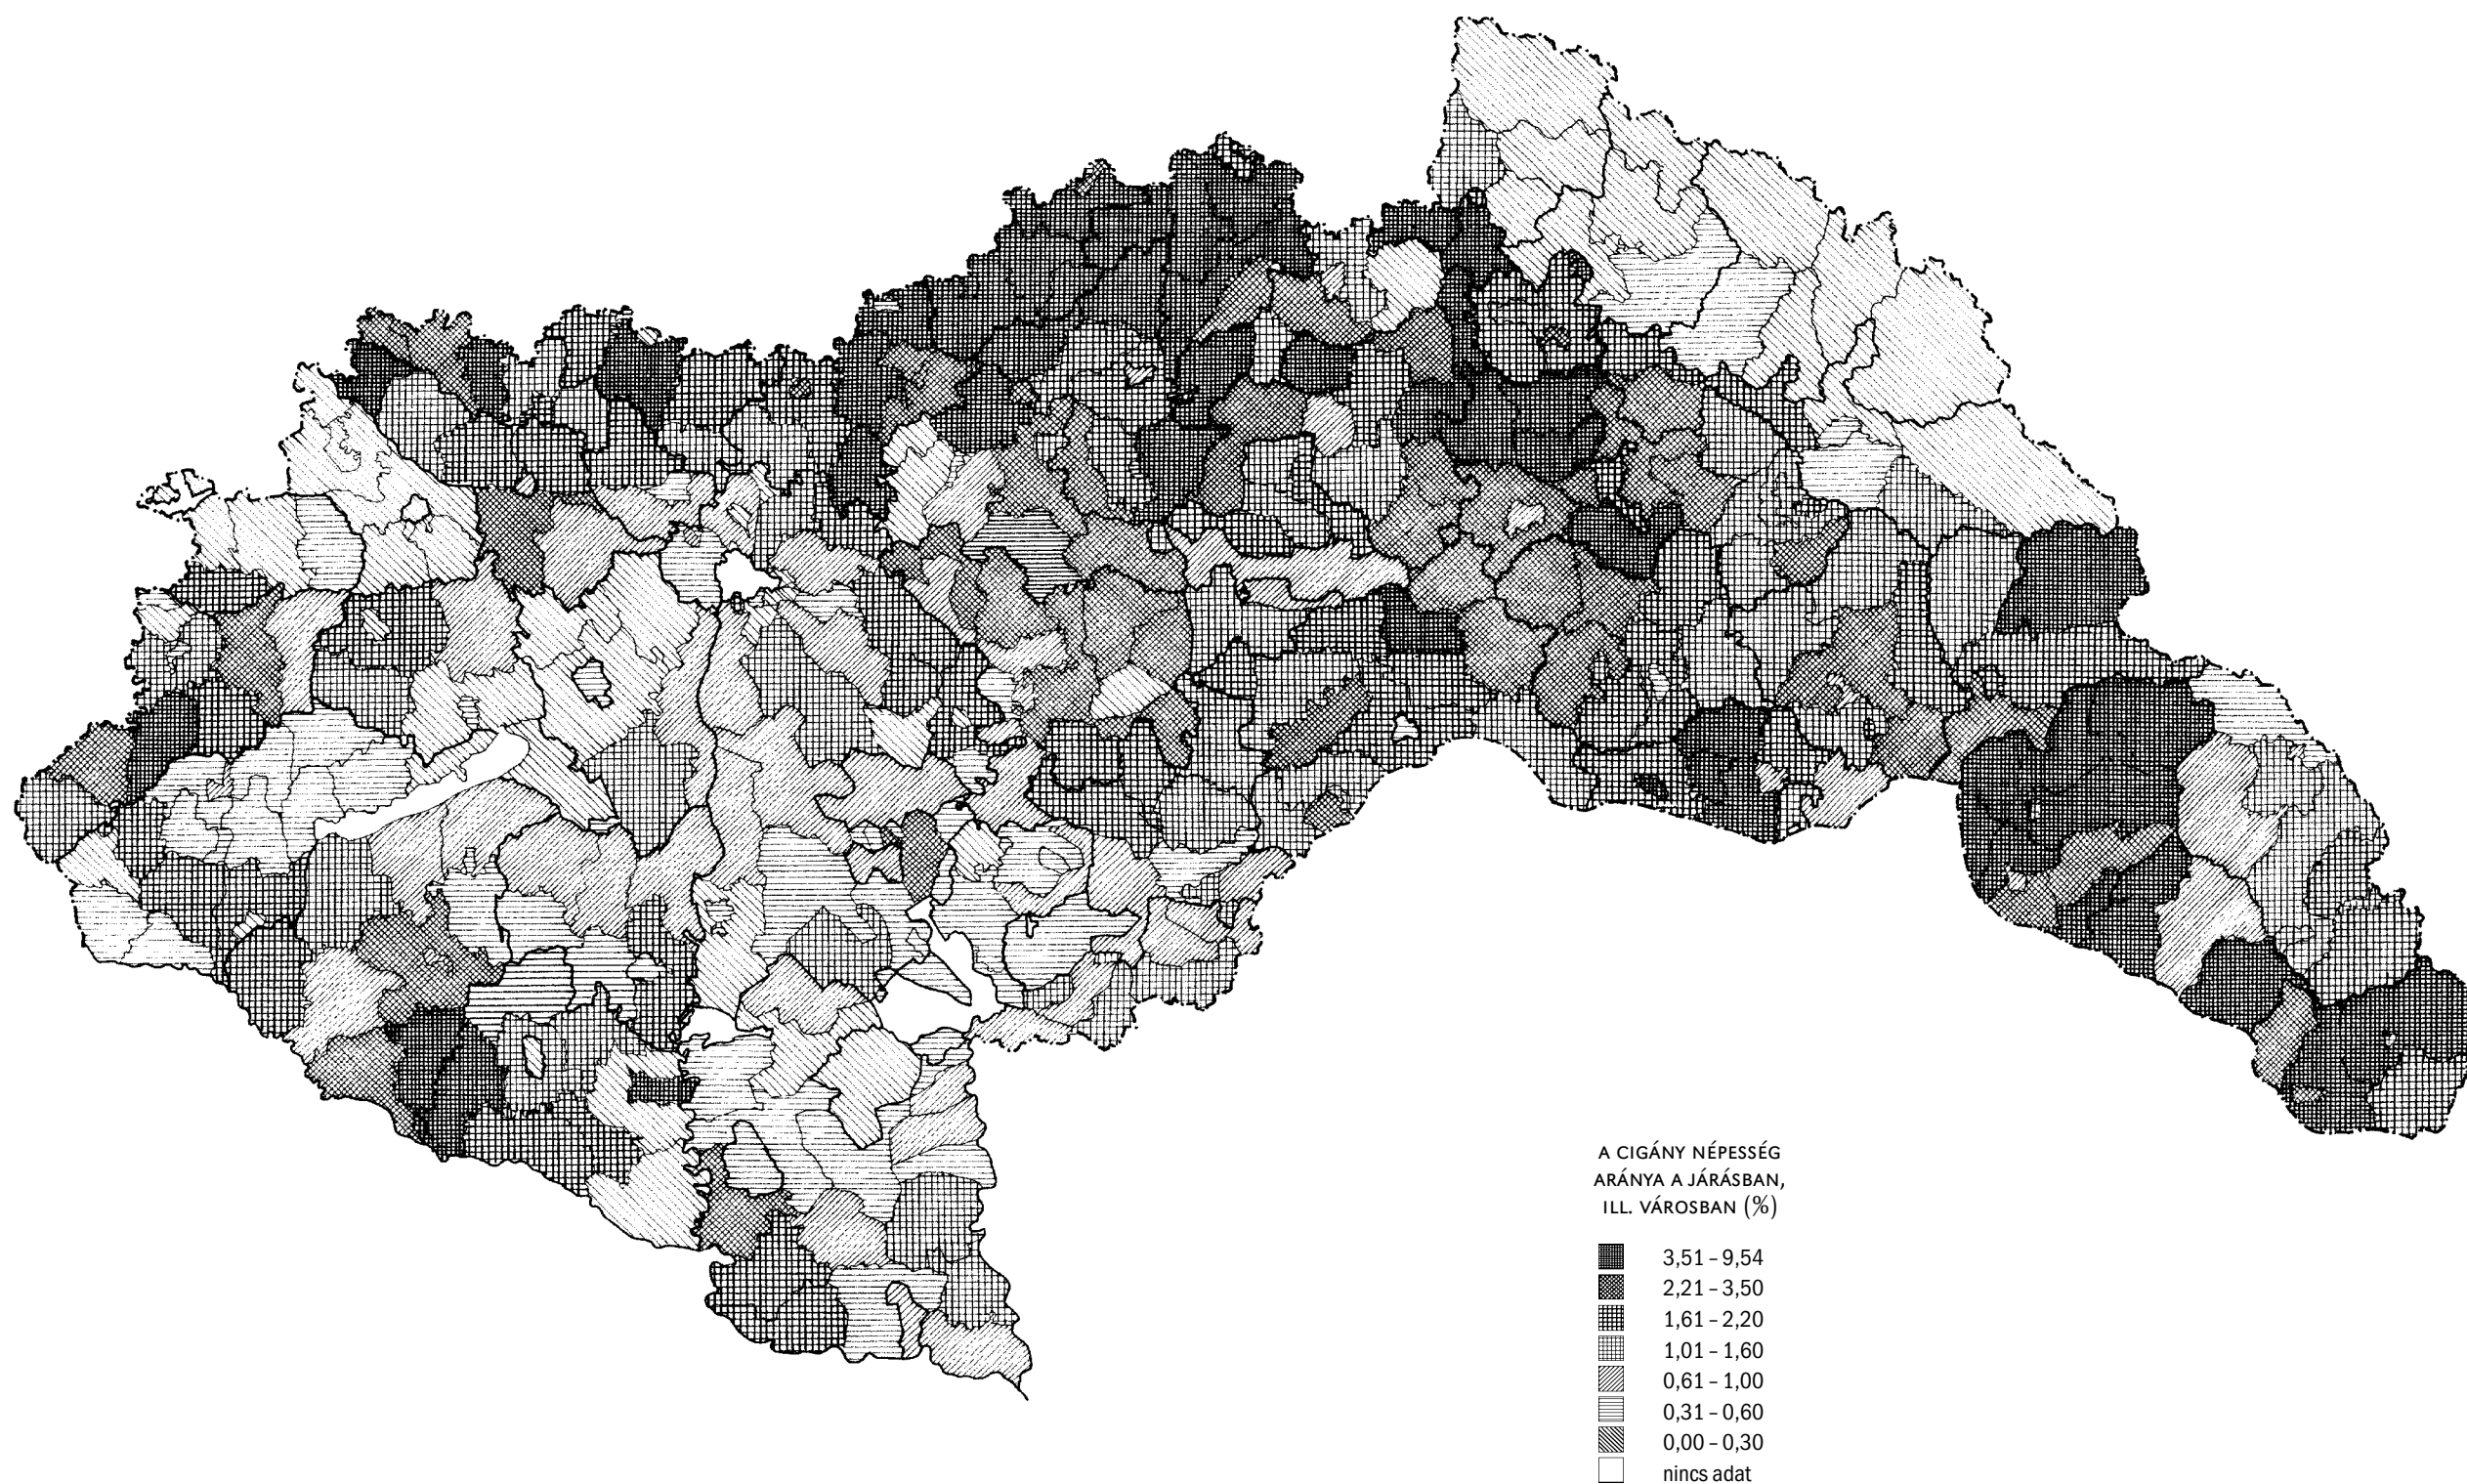 A CIGÁNY NÉPESSÉG
ARÁNYA A JÁRÁSBAN,
ILL. VÁROSBAN (%)
3,51 – 9,54
2,21 – 3,50
1,61 – 2,20
1,01 – 1,60
0,61 – 1,00
0,31 – 0,60
0,00 – 0,30
nincs adat